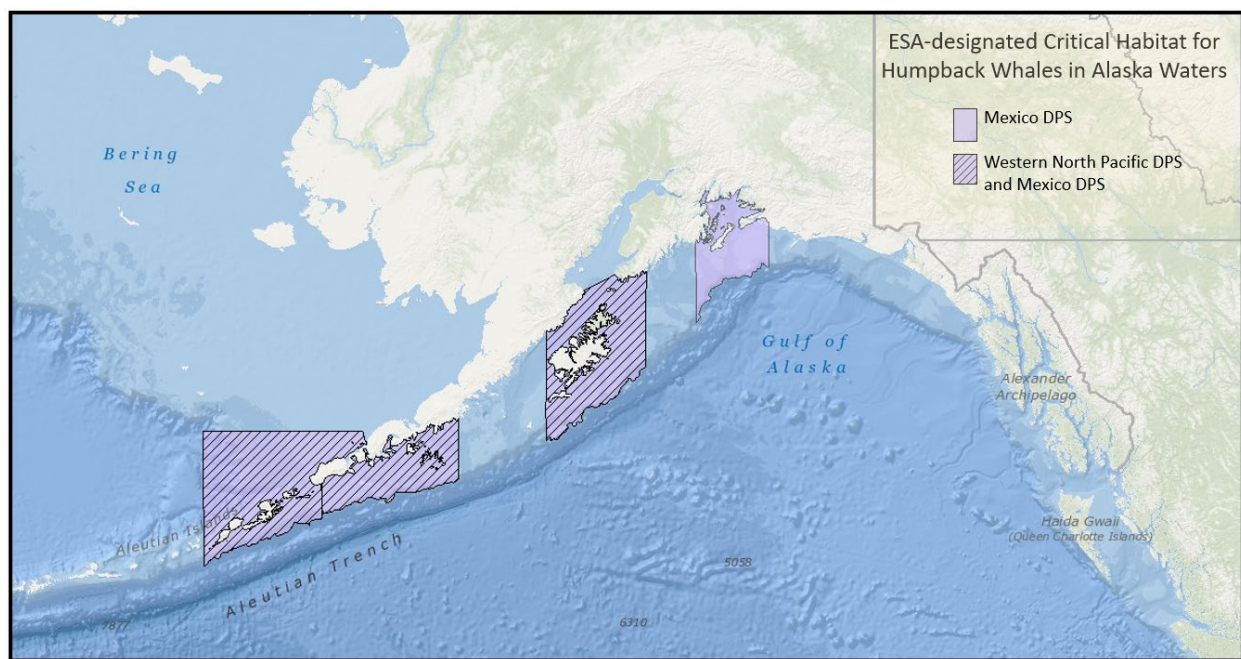 ESA-designated Critical Habitat for
Humpback Whales in Alaska Waters
Mexico DPS
Western North Pacific DPS
and Mexico DPS
Bering
Sea
Gulf of
Alaska
Alexander
Archipelago
Haida Gwaii
(Queen Charlotte Islands)
Aleutian Islands
Aleutian Trench
5058
7877
6310